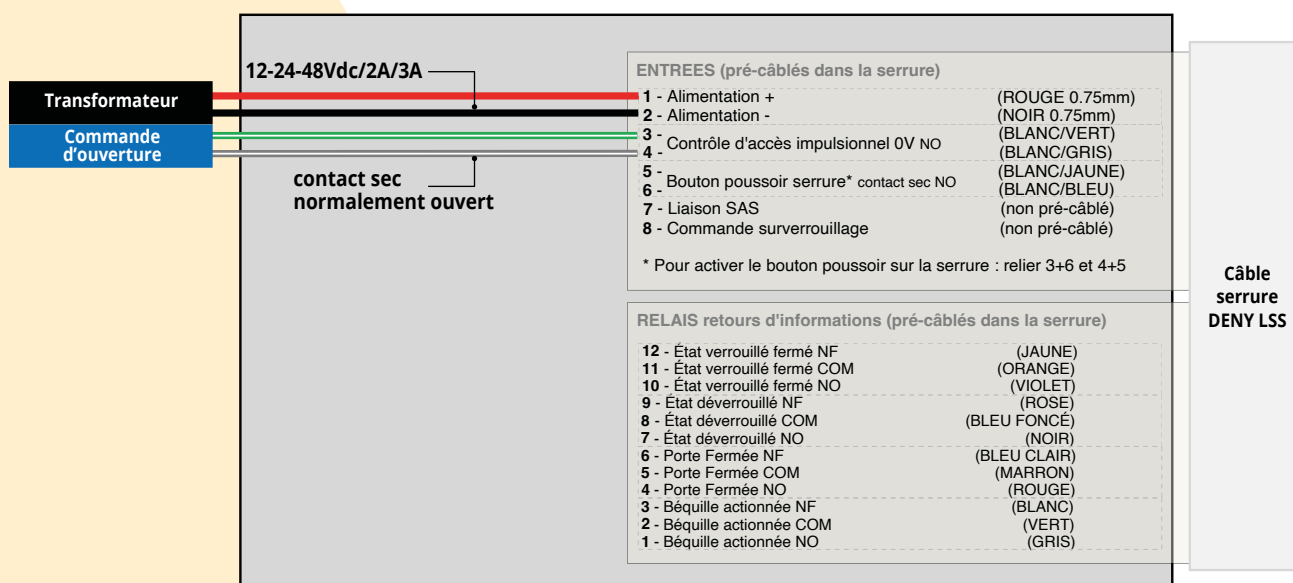 12-24-48Vdc/2A/3A
Transformateur
Commande
d'ouverture
contact sec
normalement ouvert
ENTREES (pré-câblés dans la serrure)
1 - Alimentation + (ROUGE 0.75mm)
2 - Alimentation - (NOIR 0.75mm)
3 - (BLANC/VERT)
Contrôle d'accès impulsionnel 0V NO
4 - (BLANC/GRIS)
5 - (BLANC/JAUNE)
Bouton poussoir serrure* contact sec NO
6 - (BLANC/BLEU)
7 - Liaison SAS (non pré-câblé)
8 - Commande surverrouillage (non pré-câblé)
* Pour activer le bouton poussoir sur la serrure : relier 3+6 et 4+5
RELAIS retours d'informations (pré-câblés dans la serrure)
12 - État verrouillé fermé NF (JAUNE)
11 - État verrouillé fermé COM (ORANGE)
10 - État verrouillé fermé NO (VIOLET)
9 - État déverrouillé NF (ROSE)
8 - État déverrouillé COM (BLEU FONCÉ)
7 - État déverrouillé NO (NOIR)
6 - Porte Fermée NF (BLEU CLAIR)
5 - Porte Fermée COM (MARRON)
4 - Porte Fermée NO (ROUGE)
3 - Béquille actionnée NF (BLANC)
2 - Béquille actionnée COM (VERT)
1 - Béquille actionnée NO (GRIS)
Câble
serrure
DENY LSS